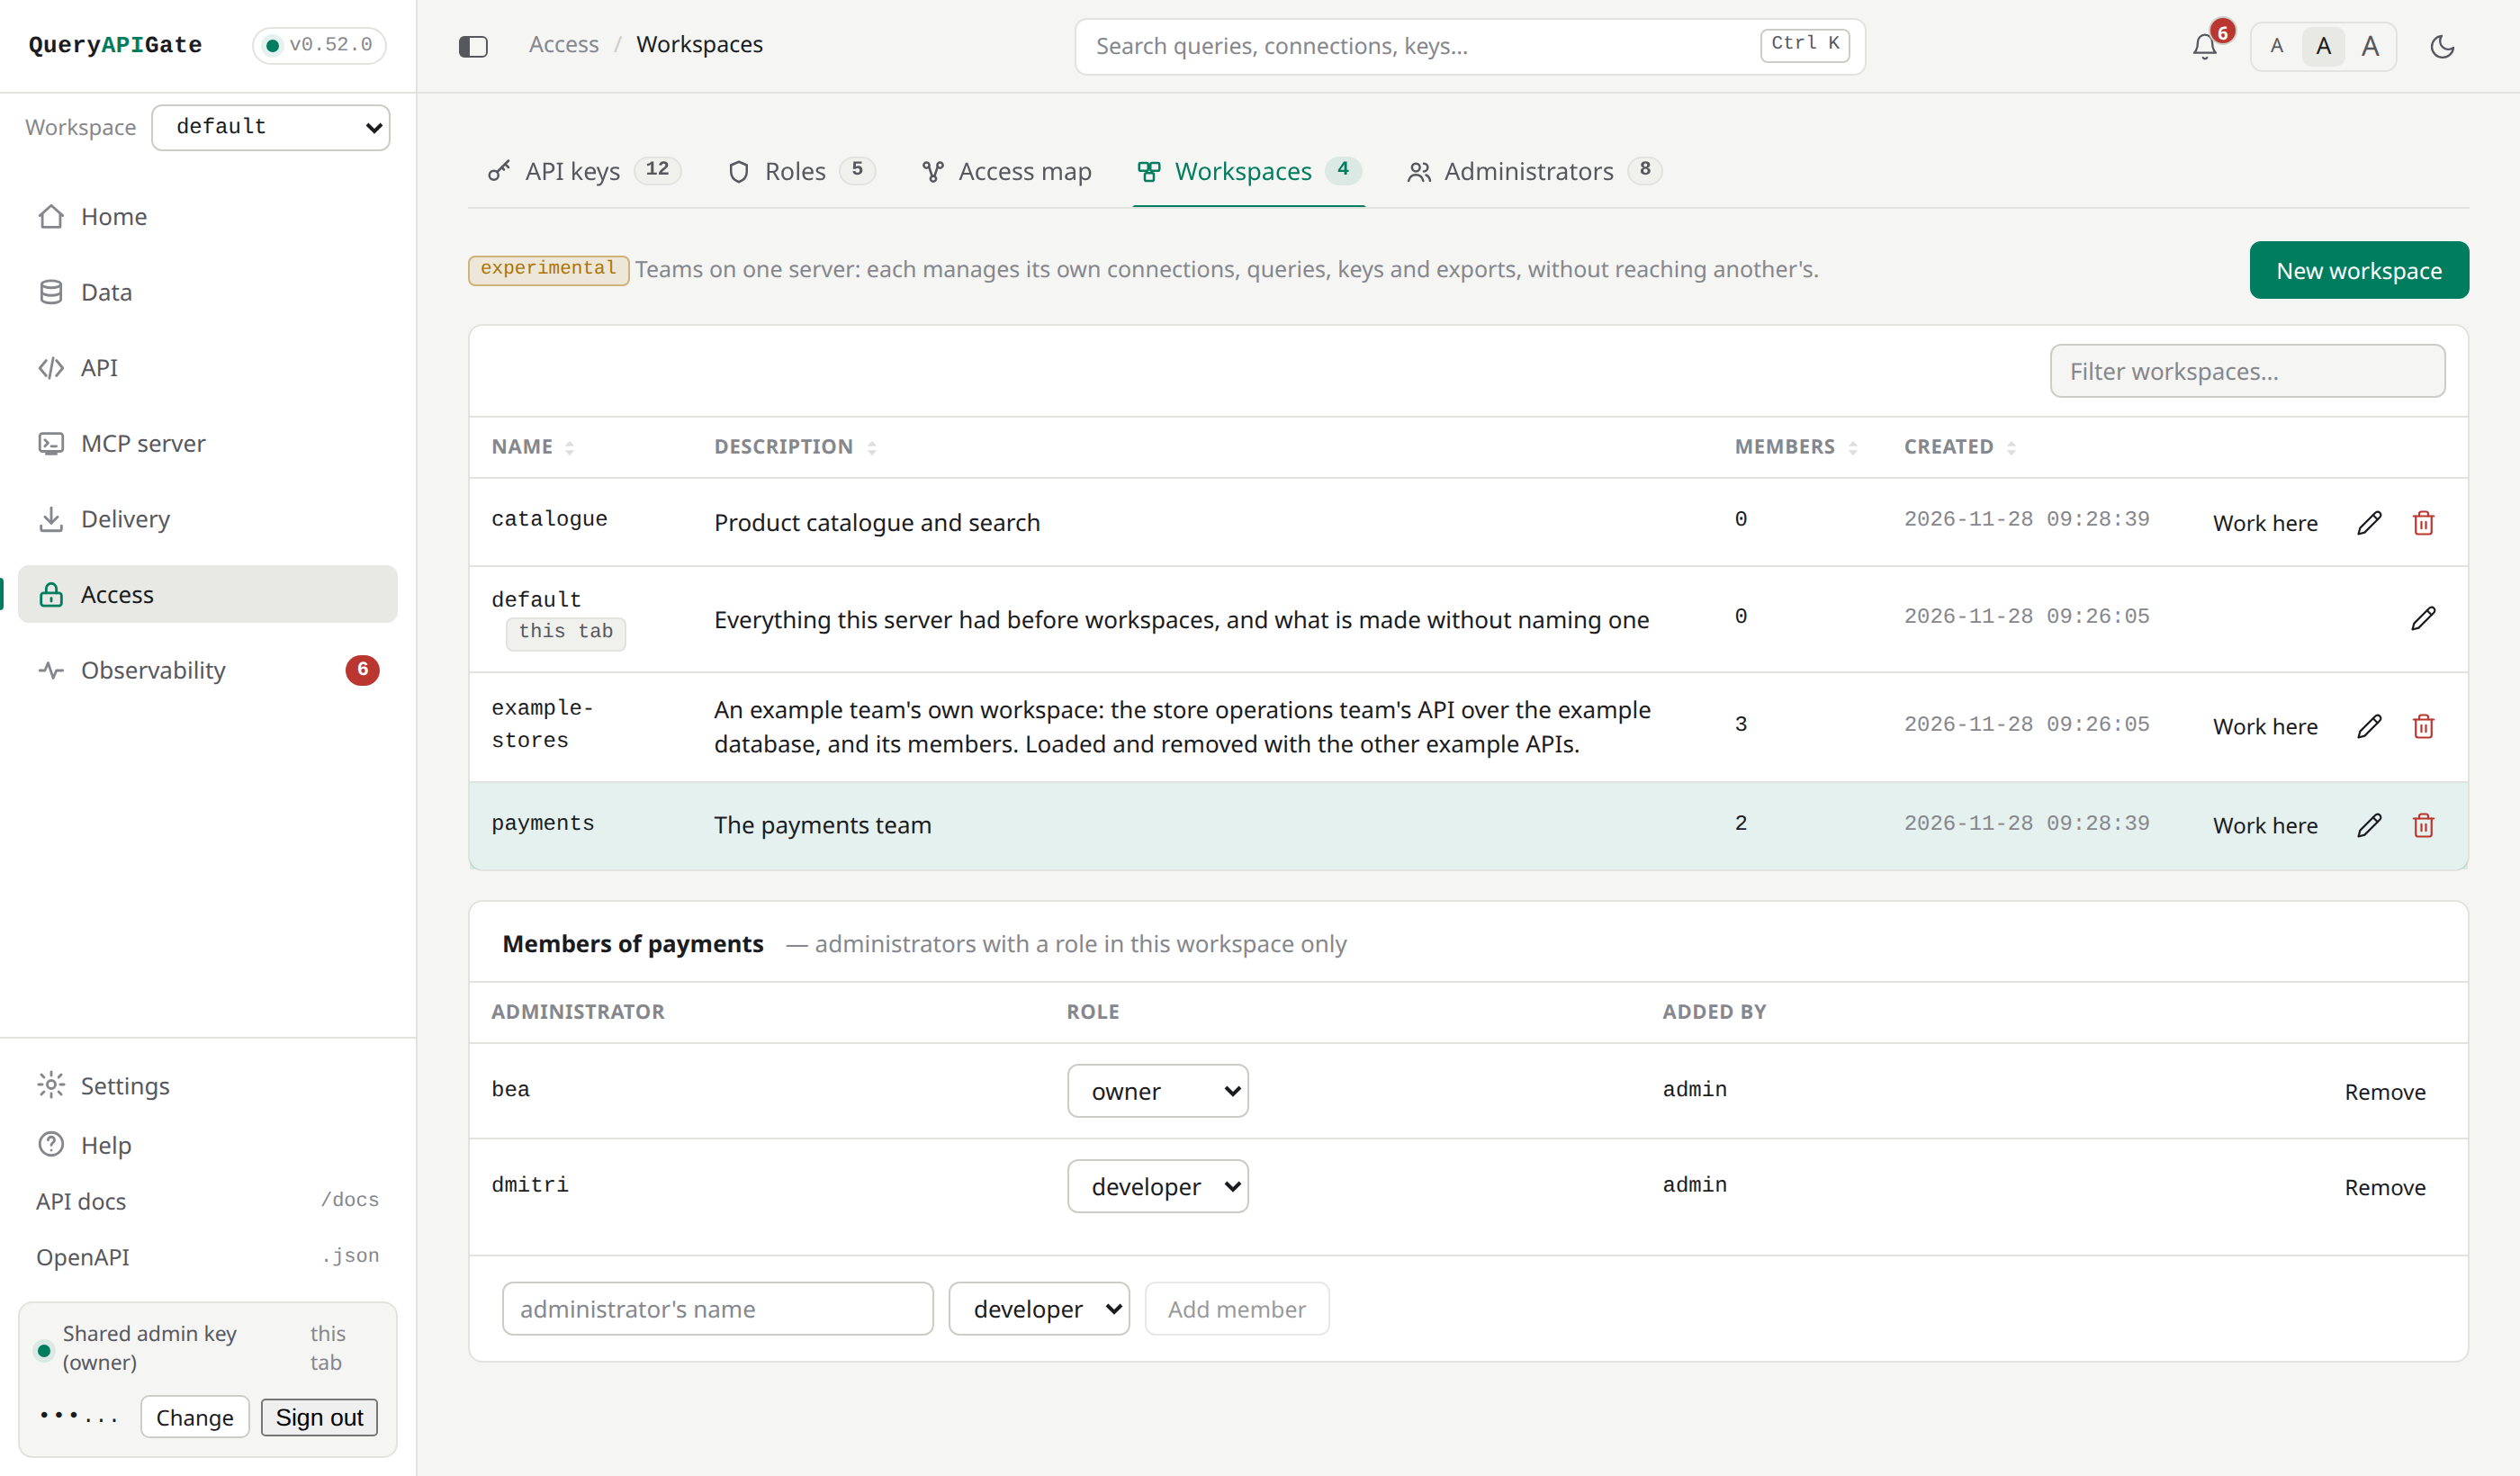 QueryAPIGate
v0.52.0
Access / Workspaces
Search queries, connections, keys...
Ctrl K
6
A A A
Workspace
default
Home
Data
API
MCP server
Delivery
Access
Observability
6
Settings
Help
API docs
/docs
OpenAPI
.json
Shared admin key
(owner)
this
tab
•••...
Change
Sign out
API keys 12
Roles 5
Access map
Workspaces 4
Administrators 8
experimental Teams on one server: each manages its own connections, queries, keys and exports, without reaching another's.
New workspace
Filter workspaces...
NAME DESCRIPTION MEMBERS CREATED
catalogue Product catalogue and search 0 2026-11-28 09:28:39 Work here
default
this tab
Everything this server had before workspaces, and what is made without naming one 0 2026-11-28 09:26:05
example-
stores
An example team's own workspace: the store operations team's API over the example
database, and its members. Loaded and removed with the other example APIs.
3 2026-11-28 09:26:05 Work here
payments The payments team 2 2026-11-28 09:28:39 Work here
Members of payments — administrators with a role in this workspace only
ADMINISTRATOR ROLE ADDED BY
bea owner admin Remove
dmitri developer admin Remove
administrator's name developer Add member